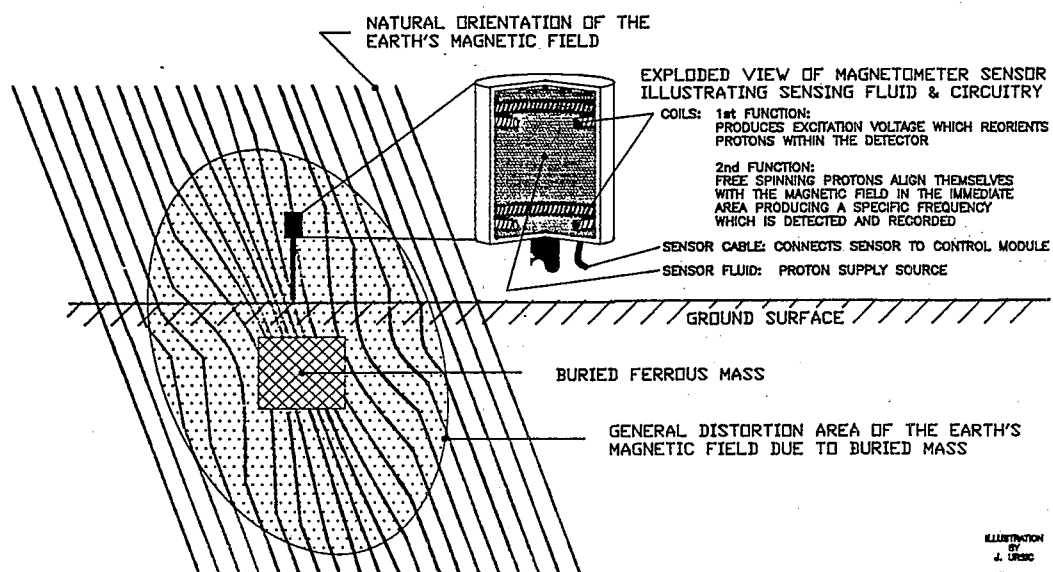 NATURAL ORIENTATION OF THE
EARTH'S MAGNETIC FIELD
EXPLODED VIEW OF MAGNETOMETER SENSOR
ILLUSTRATING SENSING FLUID & CIRCUITRY
COILS: 1st FUNCTION:
PRODUCES EXCITATION VOLTAGE WHICH REORIENTS
PROTONS WITHIN THE DETECTOR
2nd FUNCTION:
FREE SPINNING PROTONS ALIGN THEMSELVES
WITH THE MAGNETIC FIELD IN THE IMMEDIATE
AREA PRODUCING A SPECIFIC FREQUENCY
WHICH IS DETECTED AND RECORDED
SENSOR CABLE: CONNECTS SENSOR TO CONTROL MODULE
SENSOR FLUID: PROTON SUPPLY SOURCE
GROUND SURFACE
BURIED FERROUS MASS
GENERAL DISTORTION AREA OF THE EARTH'S
MAGNETIC FIELD DUE TO BURIED MASS
ILLUSTRATION
BY
J. URSIC